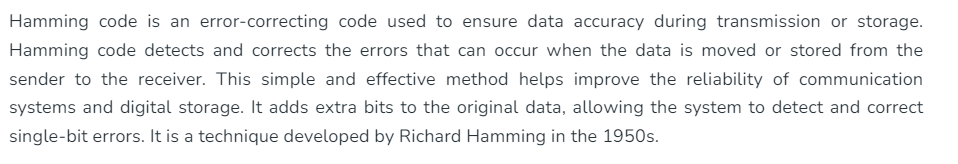 Hamming code is an error-correcting code used to ensure data accuracy during transmission or storage.
Hamming code detects and corrects the errors that can occur when the data is moved or stored from the
sender to the receiver. This simple and effective method helps improve the reliability of communication
systems and digital storage. It adds extra bits to the original data, allowing the system to detect and correct
single-bit errors. It is a technique developed by Richard Hamming in the 1950s.